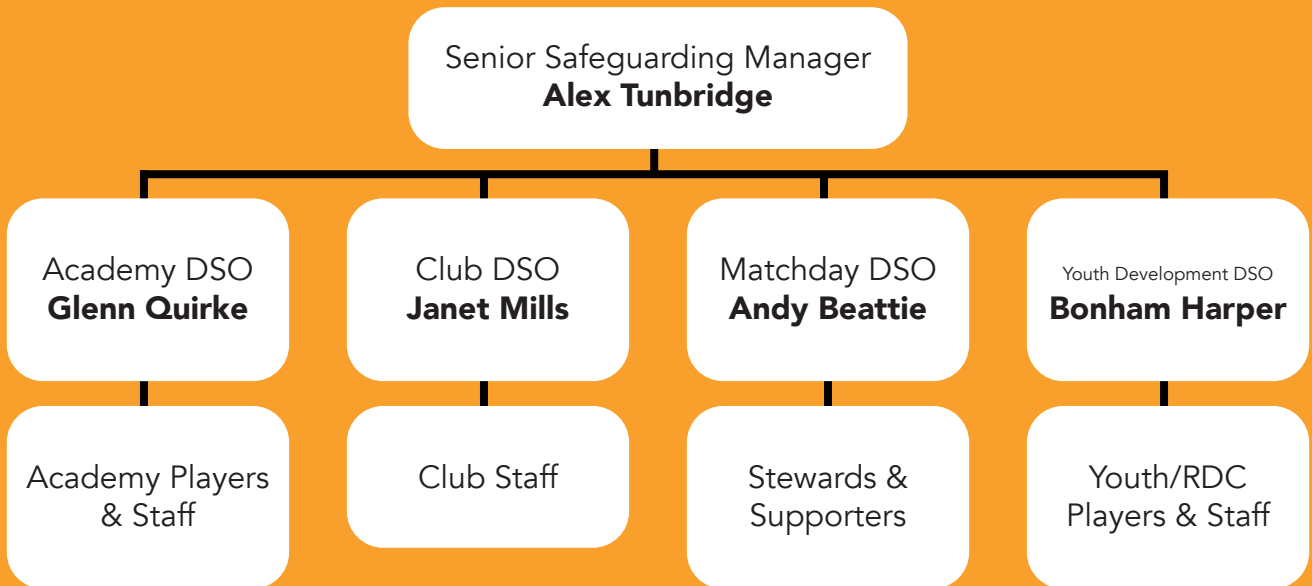 Senior Safeguarding Manager
Alex Tunbridge
Academy DSO
Glenn Quirke
Club DSO
Janet Mills
Matchday DSO
Andy Beattie
Youth Development DSO
Bonham Harper
Academy Players
& Staff
Club Staff
Stewards &
Supporters
Youth/RDC
Players & Staff